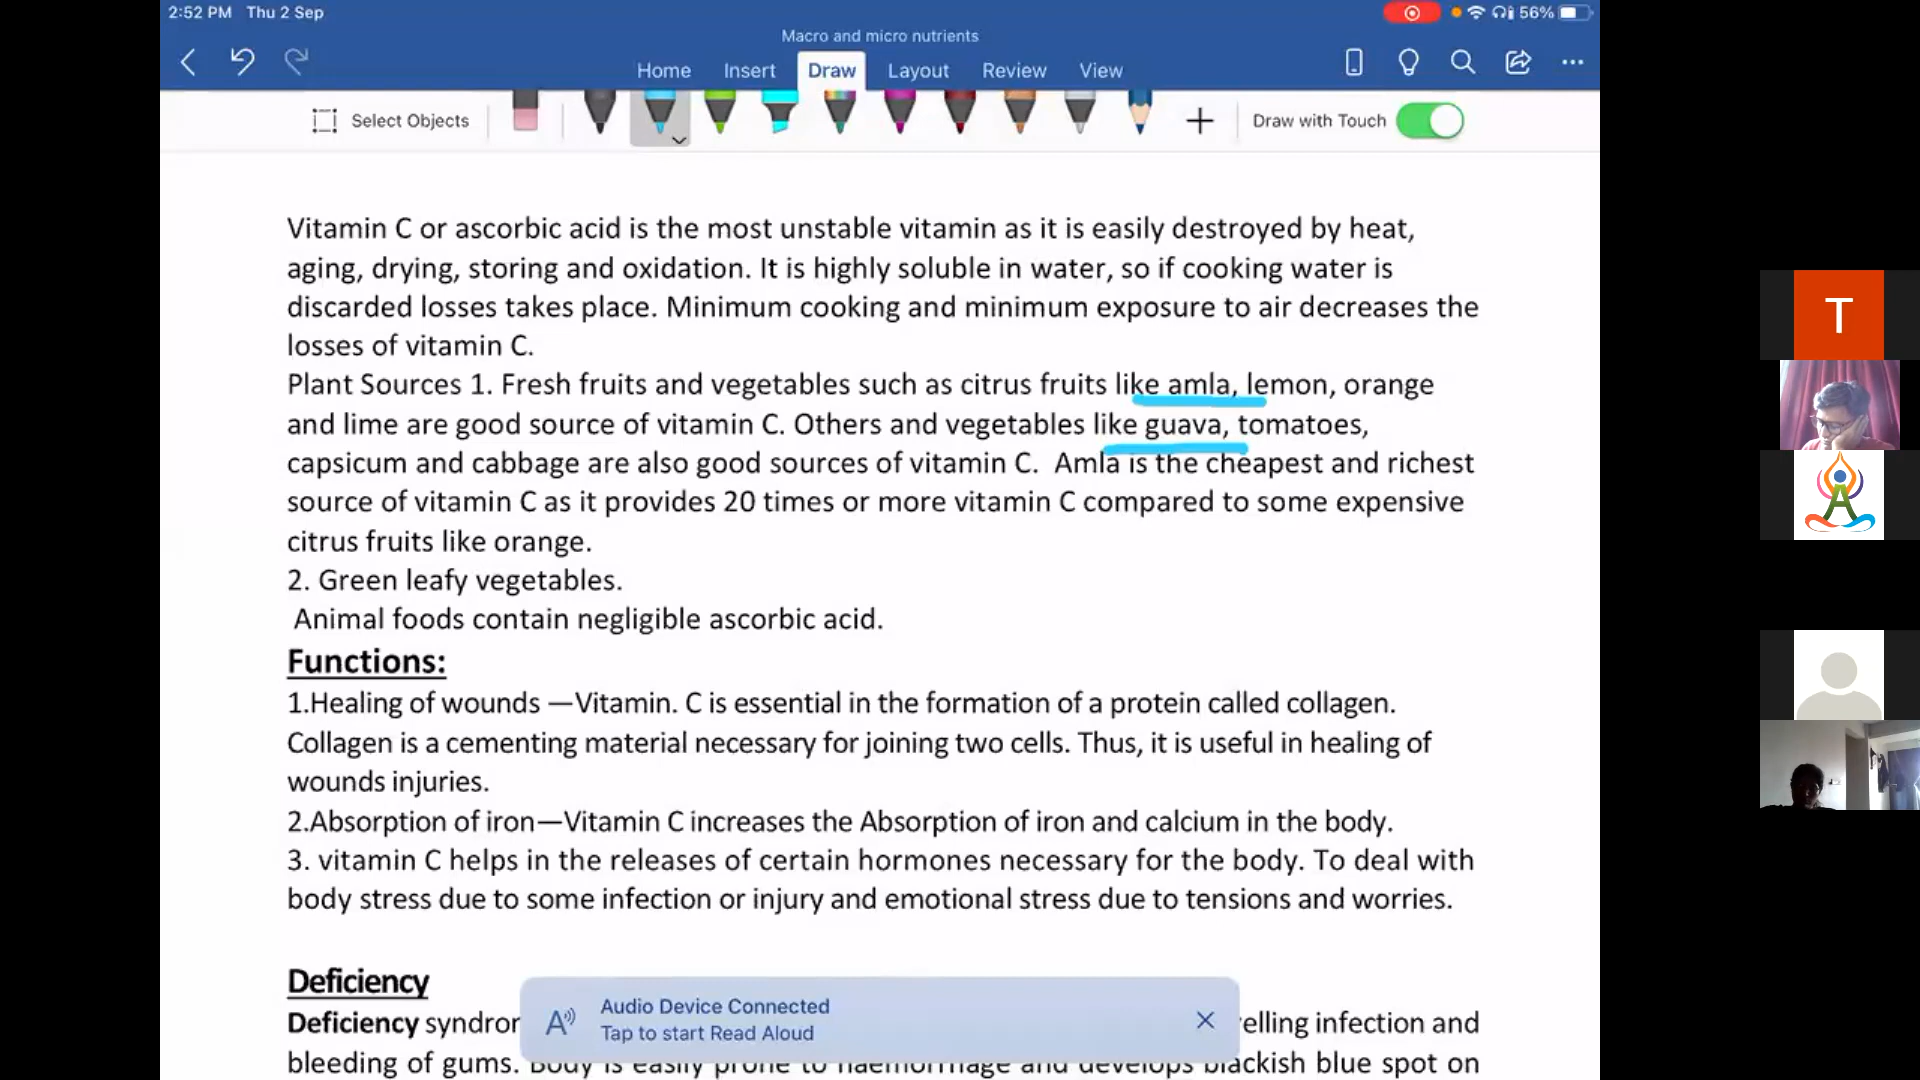 2:52 PM Thu 2 Sep
56%
Macro and micro nutrients
Home Insert Draw Layout Review View
Select Objects
Draw with Touch
Vitamin C or ascorbic acid is the most unstable vitamin as it is easily destroyed by heat,
aging, drying, storing and oxidation. It is highly soluble in water, so if cooking water is
discarded losses takes place. Minimum cooking and minimum exposure to air decreases the
losses of vitamin C.
Plant Sources 1. Fresh fruits and vegetables such as citrus fruits like amla, lemon, orange
and lime are good source of vitamin C. Others and vegetables like guava, tomatoes,
capsicum and cabbage are also good sources of vitamin C. Amla is the cheapest and richest
source of vitamin C as it provides 20 times or more vitamin C compared to some expensive
citrus fruits like orange.
2. Green leafy vegetables.
Animal foods contain negligible ascorbic acid.
Functions:
1.Healing of wounds —Vitamin. C is essential in the formation of a protein called collagen.
Collagen is a cementing material necessary for joining two cells. Thus, it is useful in healing of
wounds injuries.
2.Absorption of iron—Vitamin C increases the Absorption of iron and calcium in the body.
3. vitamin C helps in the releases of certain hormones necessary for the body. To deal with
body stress due to some infection or injury and emotional stress due to tensions and worries.
Deficiency
Deficiency infection and
bleeding of gums. Body is easily prone to haemorrhage and develops blackish blue spot on
Audio Device Connected
Tap to start Read Aloud
T
A